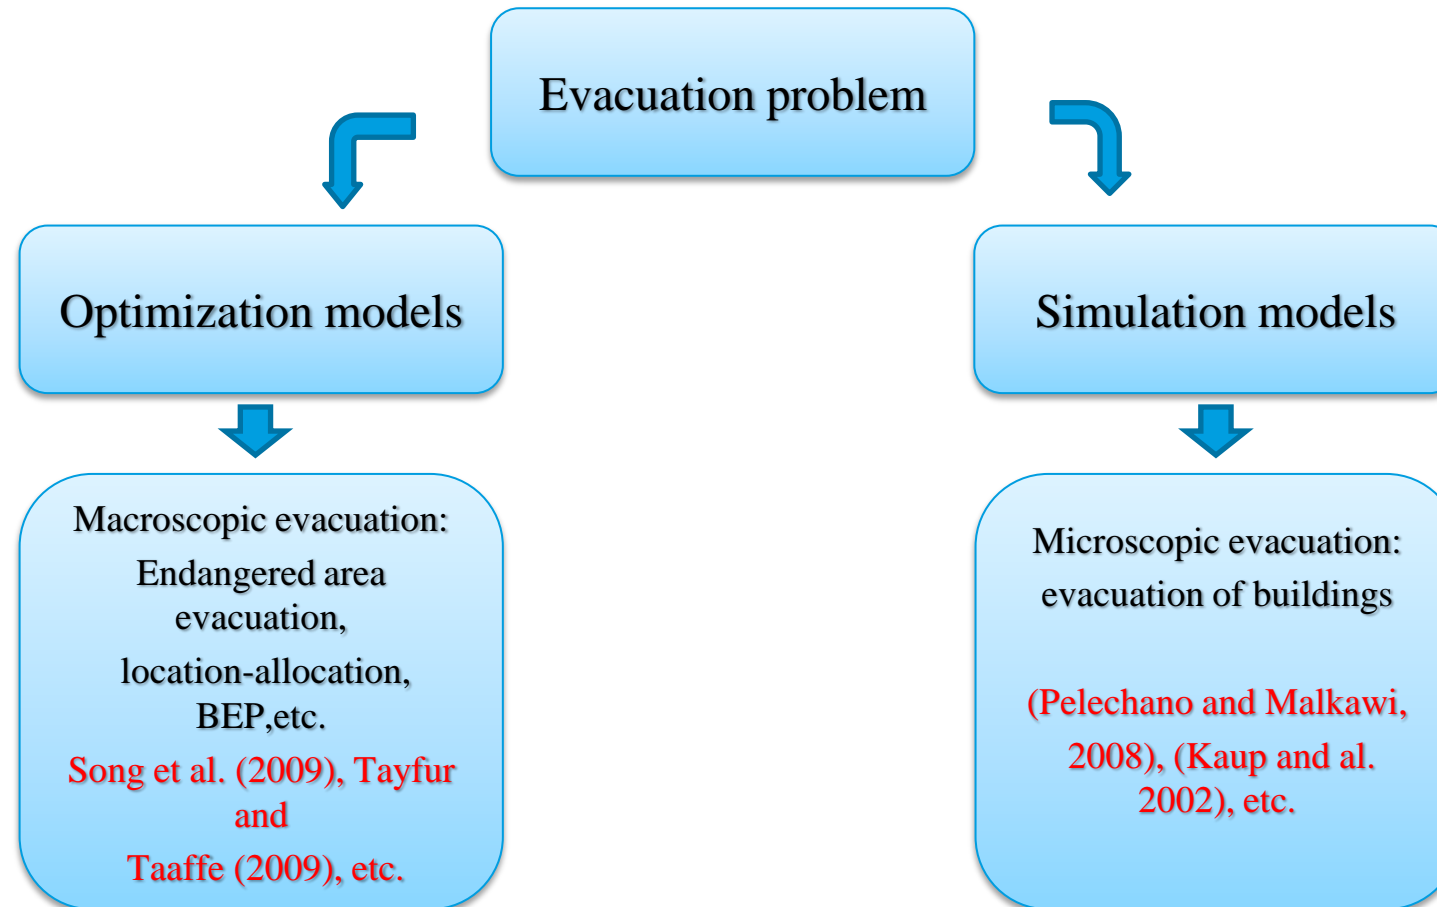 Evacuation problem
Optimization models
Simulation models
Macroscopic evacuation:
Endangered area
evacuation,
location-allocation,
BEP,etc.
Song et al. (2009), Tayfur
and
Taaffe (2009), etc.
Microscopic evacuation:
evacuation of buildings
(Pelechano and Malkawi,
2008), (Kaup and al.
2002), etc.